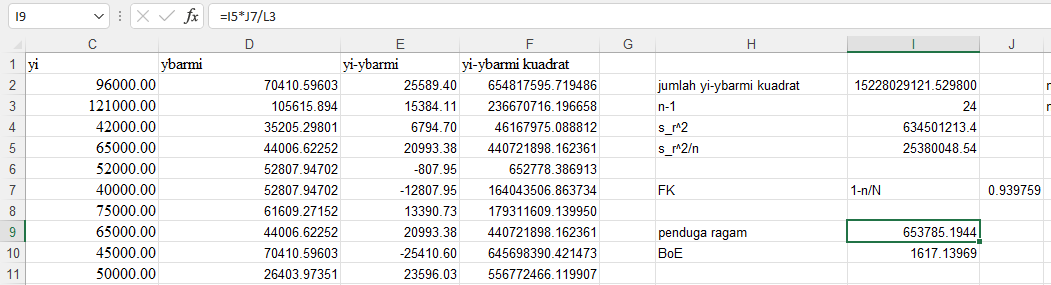 I9 fx =I5*J7/L3
C D E F G H I J
1 yi ybarmi yi-ybarmi yi-ybarmi kuadrat
2 96000.00 70410.59603 25589.40 654817595.719486 jumlah yi-ybarmi kuadrat 15228029121.529800
3 121000.00 105615.894 15384.11 236670716.196658 n-1 24
4 42000.00 35205.29801 6794.70 46167975.088812 s_r^2 634501213.4
5 65000.00 44006.62252 20993.38 440721898.162361 s_r^2/n 25380048.54
6 52000.00 52807.94702 -807.95 652778.386913
7 40000.00 52807.94702 -12807.95 164043506.863734 FK 1-n/N 0.939759
8 75000.00 61609.27152 13390.73 179311609.139950
9 65000.00 44006.62252 20993.38 440721898.162361 penduga ragam 653785.1944
10 45000.00 70410.59603 -25410.60 645698390.421473 BoE 1617.13969
11 50000.00 26403.97351 23596.03 556772466.119907